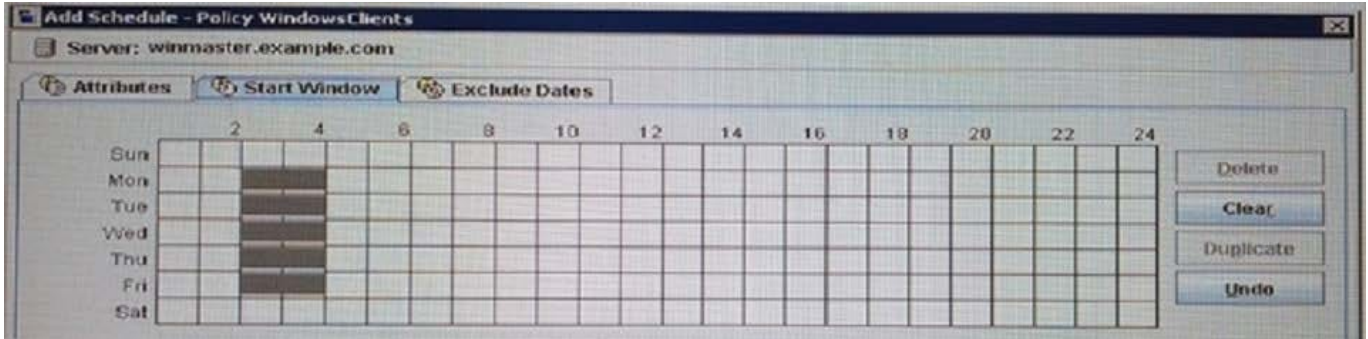 Add Schedule - Policy WindowsClients
Server: winmaster.example.com
Attributes Start Window Exclude Dates
2 4 6 8 10 12 14 16 18 20 22 24
Sun
Mon
Tue
Wed
Thu
Fri
Sat
Delete
Clear
Duplicate
Undo